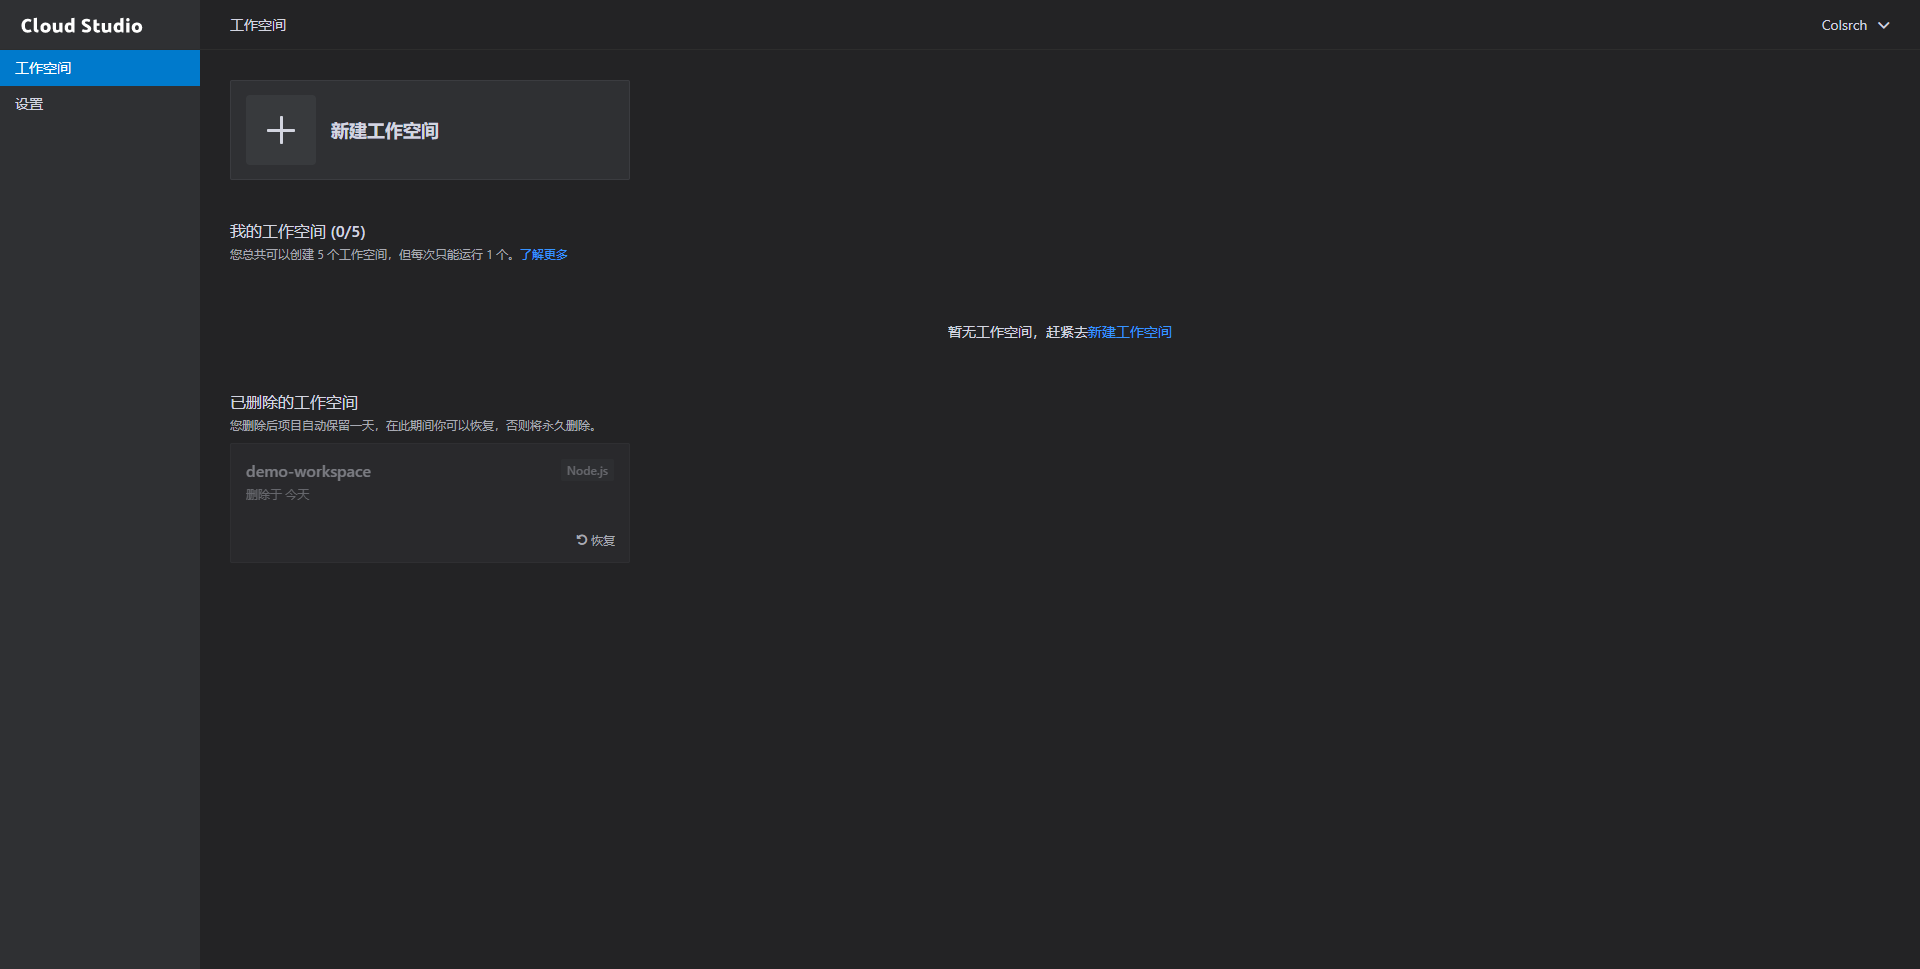 Cloud Studio
工作空间
Colsrch
工作空间
设置
新建工作空间
我的工作空间 (0/5)
您总共可以创建 5 个工作空间，但每次只能运行 1 个。了解更多
暂无工作空间，赶紧去新建工作空间
已删除的工作空间
您删除后项目自动保留一天，在此期间你可以恢复，否则将永久删除。
demo-workspace
Node.js
删除于 今天
恢复